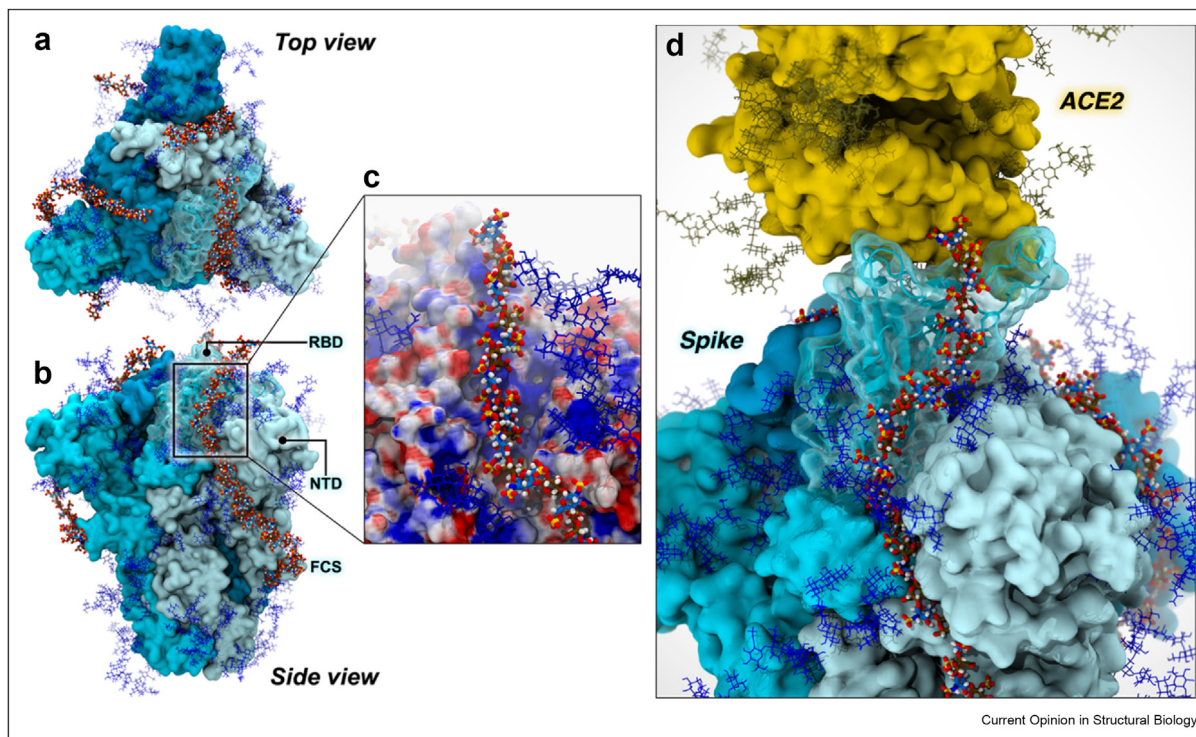 a
Top view
b
RBD
NTD
FCS
Side view
c
d
ACE2
Spike
Current Opinion in Structural Biology